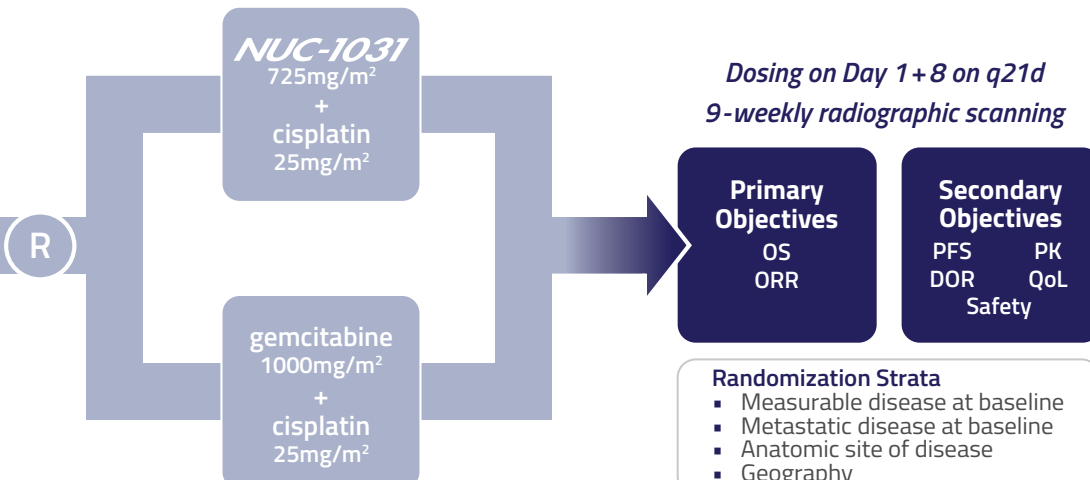 NUC-1031
725mg/m²
+
cisplatin
25mg/m²
R
gemcitabine
1000mg/m²
+
cisplatin
25mg/m²
Dosing on Day 1+8 on q21d
9-weekly radiographic scanning
Primary
Objectives
OS
ORR
Secondary
Objectives
PFS PK
DOR QoL
Safety
Randomization Strata
▪ Measurable disease at baseline
▪ Metastatic disease at baseline
▪ Anatomic site of disease
▪ Geography